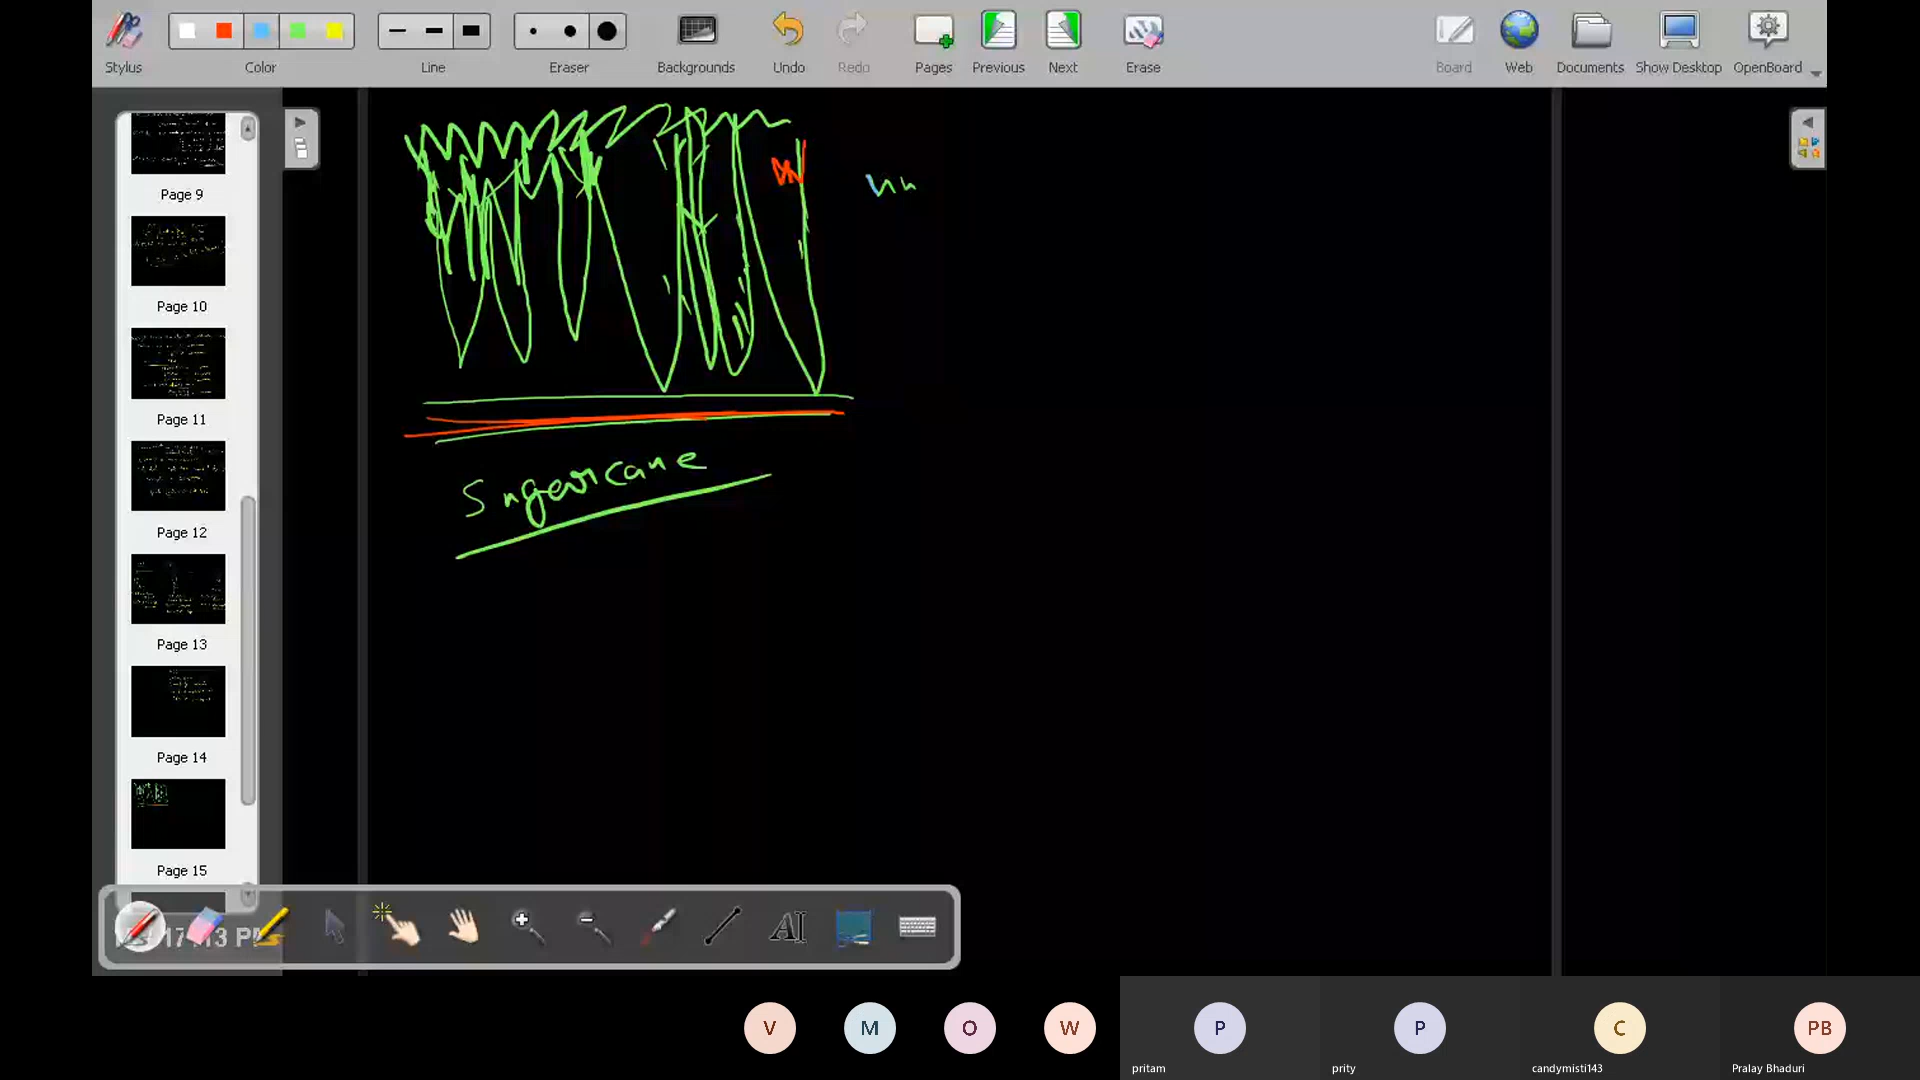 Stylus
Color
Line
Eraser
Backgrounds
Undo
Redo
Pages
Previous
Next
Erase
Board
Web
Documents
Show Desktop
OpenBoard
Page 9
Page 10
Page 11
Page 12
Page 13
Page 14
Page 15
Sugarcane
AI
V
M
O
W
P
pritam
P
prity
C
candymisti143
PB
Pralay Bhaduri